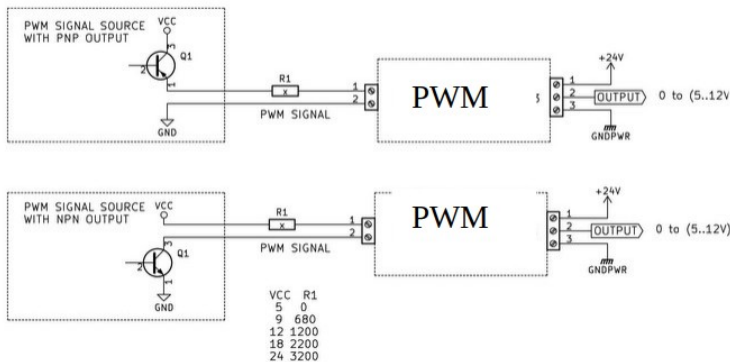 PWM SIGNAL SOURCE
WITH PNP OUTPUT
VCC
3
Q1
2
1
GND
R1
x
PWM SIGNAL
1
2
PWM
S
1
2
3
+24V
OUTPUT
0 to (5..12V
GNDPWR
PWM SIGNAL SOURCE
WITH NPN OUTPUT
VCC
3
Q1
2
1
GND
R1
x
PWM SIGNAL
1
2
PWM
1
2
3
+24V
OUTPUT
0 to (5..12V)
GNDPWR
VCC R1
5 0
9 680
12 1200
18 2200
24 3200